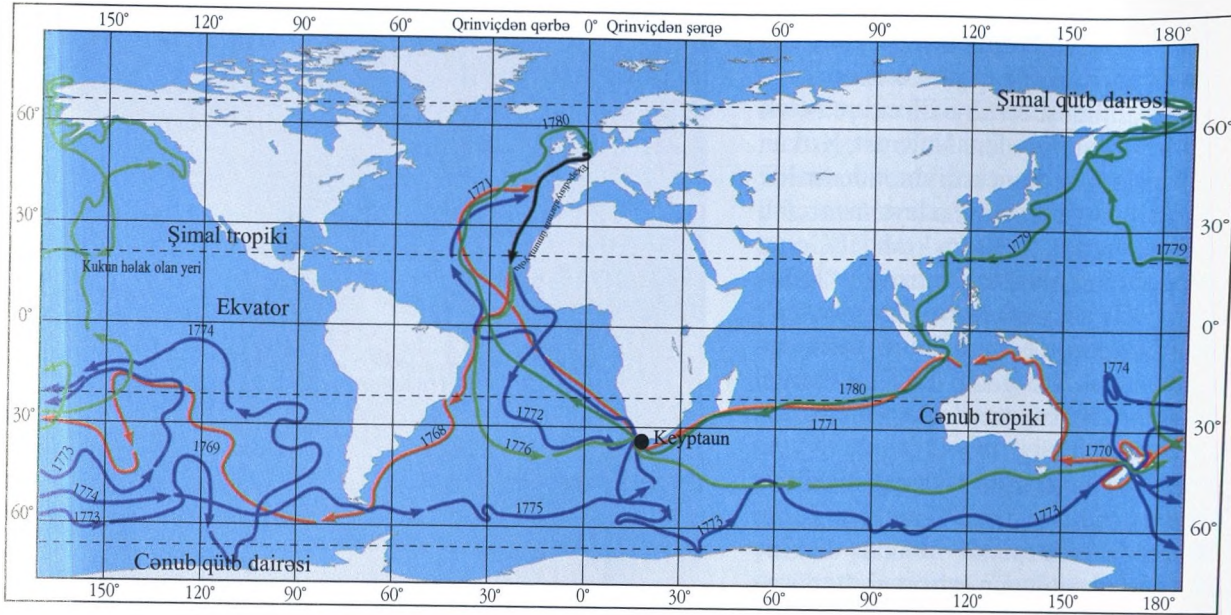 150° 120° 90° 60° Qrinviçdən qərbə 0° Qrinviçdən şərqə 60° 90° 120° 150° 180°
Şimal qütb dairəsi
60° 60°
1780
1771
30° 30°
Şimal tropiki
1779 1779
Kukun həlak olan yeri
Ekvator
0° 0°
1774
1774
1780
30° Cənub tropiki 30°
1772
1771
1768
Keyptaun
1776
1769
1773
1770
1774
1775
1773
1773
1773
60° 60°
Cənub qütb dairəsi
150° 120° 90° 60° 30° 0° 30° 60° 90° 120° 150° 180°